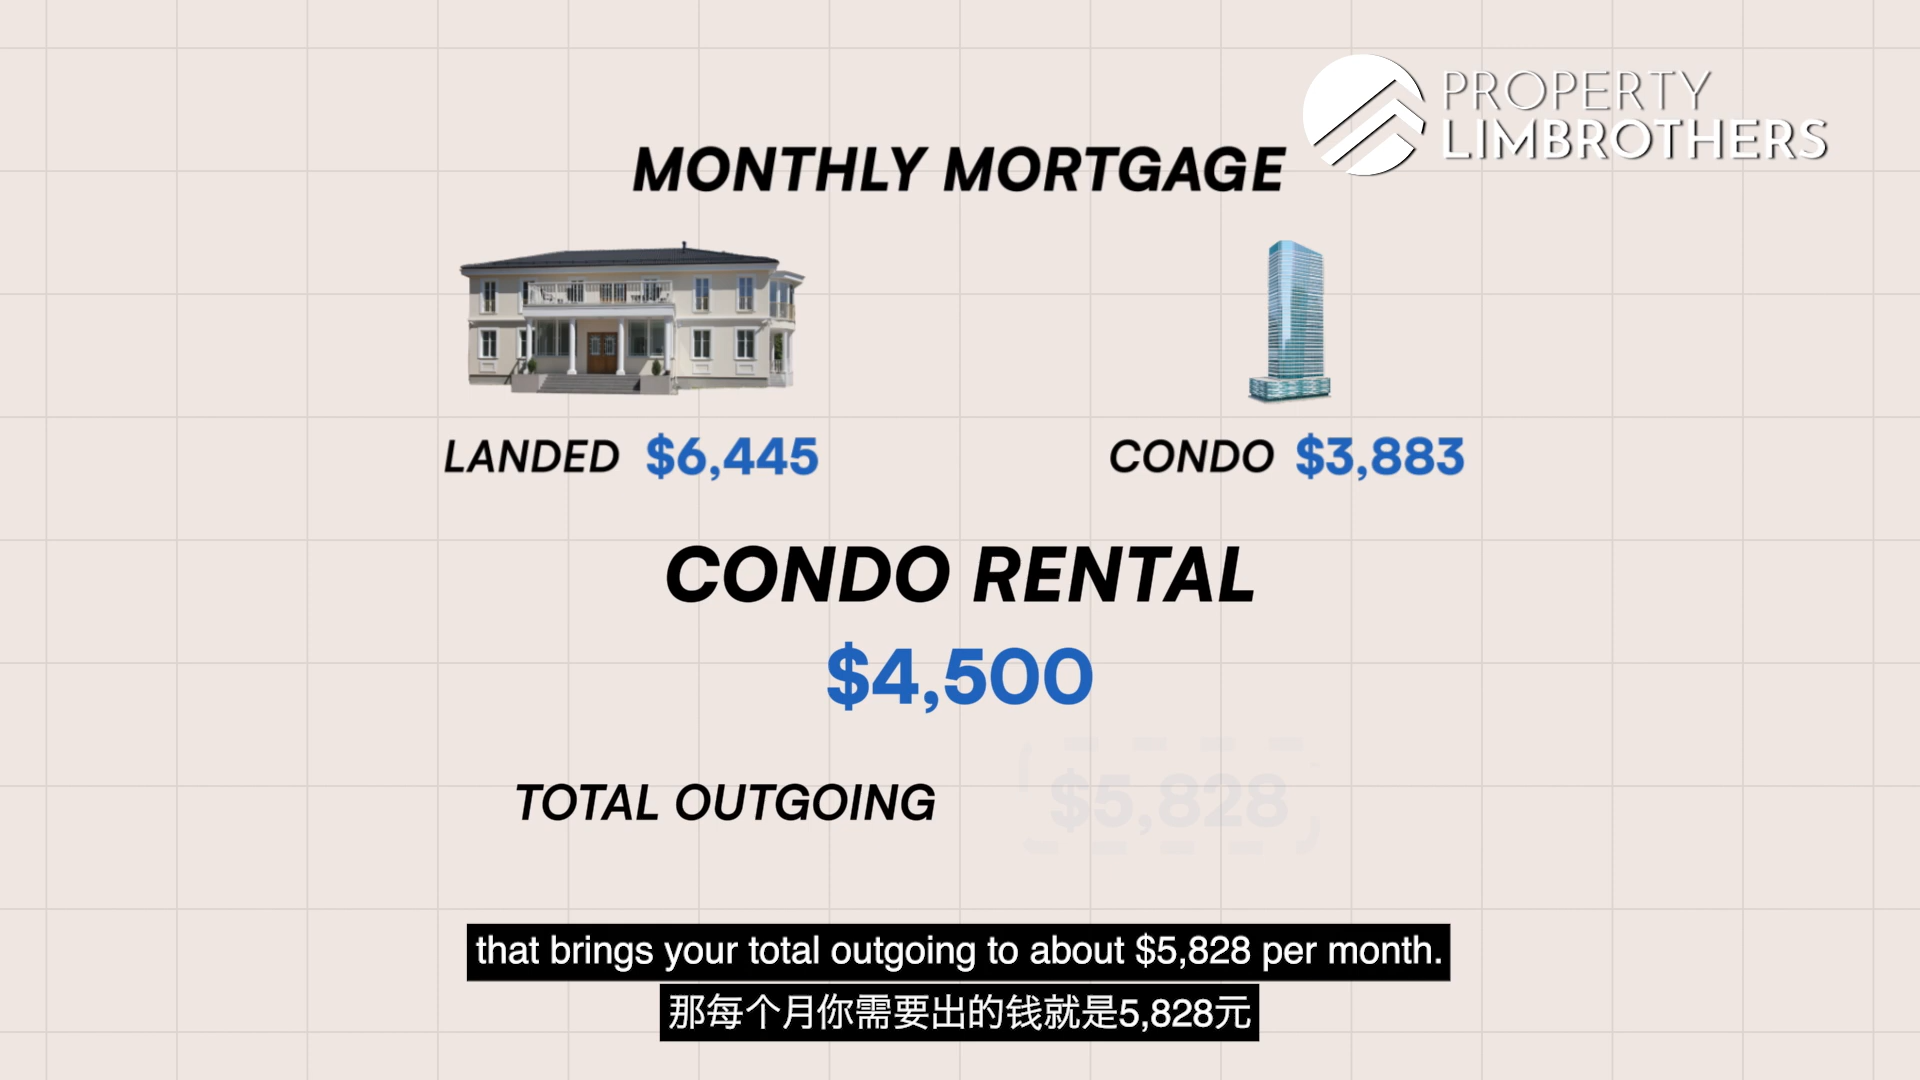 PROPERTY
LIMBROTHERS
MONTHLY MORTGAGE
LANDED $6,445
CONDO $3,883
CONDO RENTAL
$4,500
TOTAL OUTGOING $5,828
that brings your total outgoing to about $5,828 per month.
那每个月你需要出的钱就是5,828元